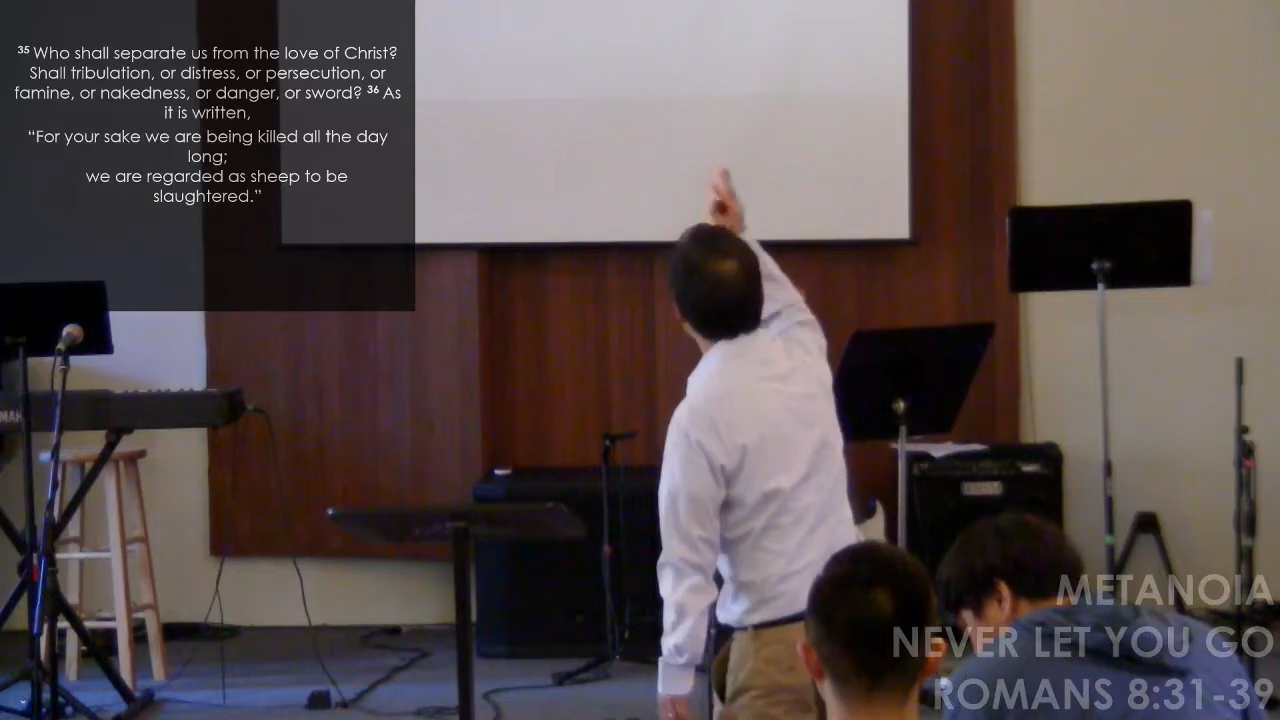 ³⁵ Who shall separate us from the love of Christ?
Shall tribulation, or distress, or persecution, or
famine, or nakedness, or danger, or sword? ³⁶ As
it is written,
“For your sake we are being killed all the day
long;
we are regarded as sheep to be
slaughtered.”
METANOIA
NEVER LET YOU GO
ROMANS 8:31-39